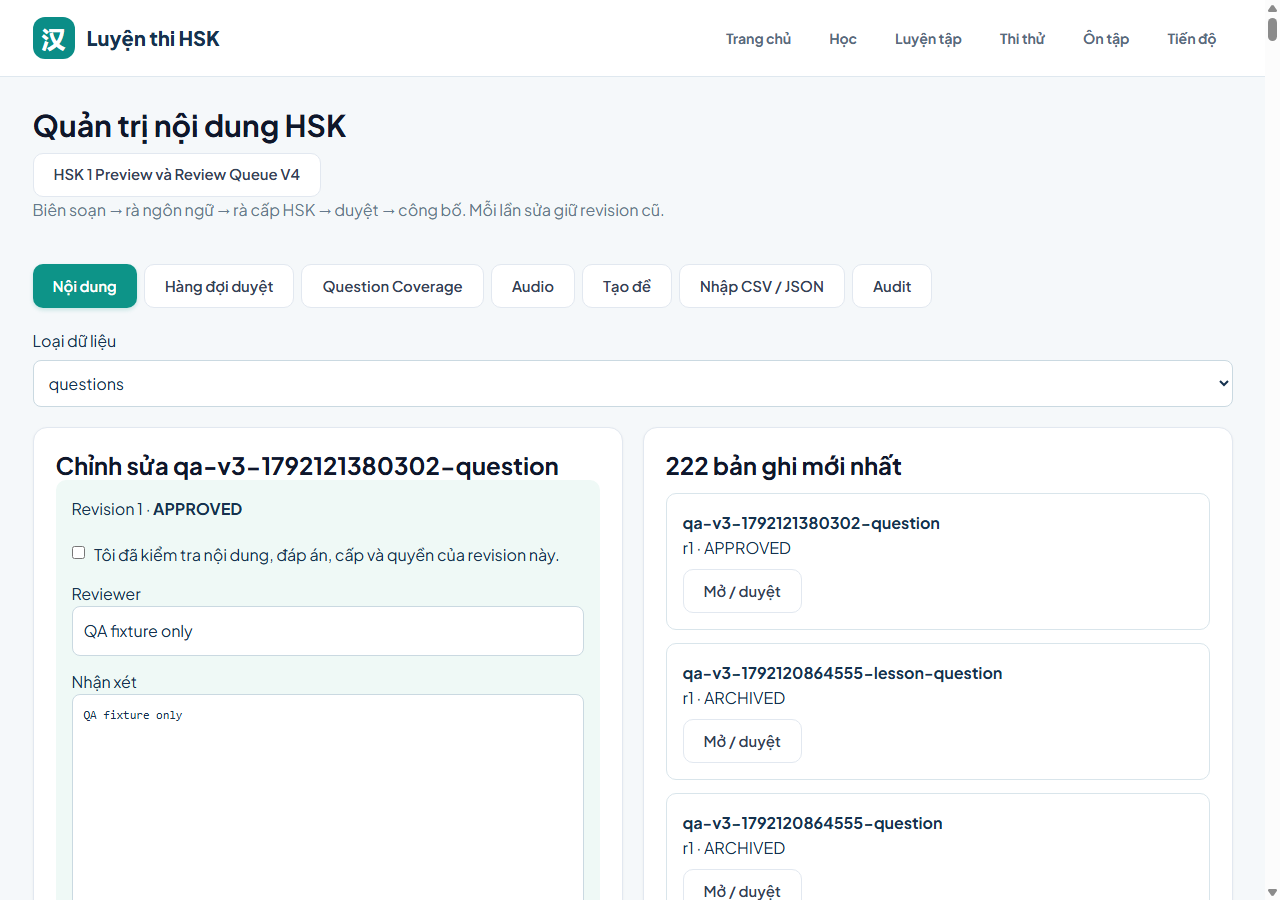 汉 Luyện thi HSK
Trang chủ Học Luyện tập Thi thử Ôn tập Tiến độ
Quản trị nội dung HSK
HSK 1 Preview và Review Queue V4
Biên soạn → rà ngôn ngữ → rà cấp HSK → duyệt → công bố. Mỗi lần sửa giữ revision cũ.
Nội dung Hàng đợi duyệt Question Coverage Audio Tạo đề Nhập CSV / JSON Audit
Loại dữ liệu
questions
Chỉnh sửa qa-v3-1792121380302-question
Revision 1 · APPROVED
Tôi đã kiểm tra nội dung, đáp án, cấp và quyền của revision này.
Reviewer
QA fixture only
Nhận xét
QA fixture only
222 bản ghi mới nhất
qa-v3-1792121380302-question
r1 · APPROVED
Mở / duyệt
qa-v3-1792120864555-lesson-question
r1 · ARCHIVED
Mở / duyệt
qa-v3-1792120864555-question
r1 · ARCHIVED
Mở / duyệt